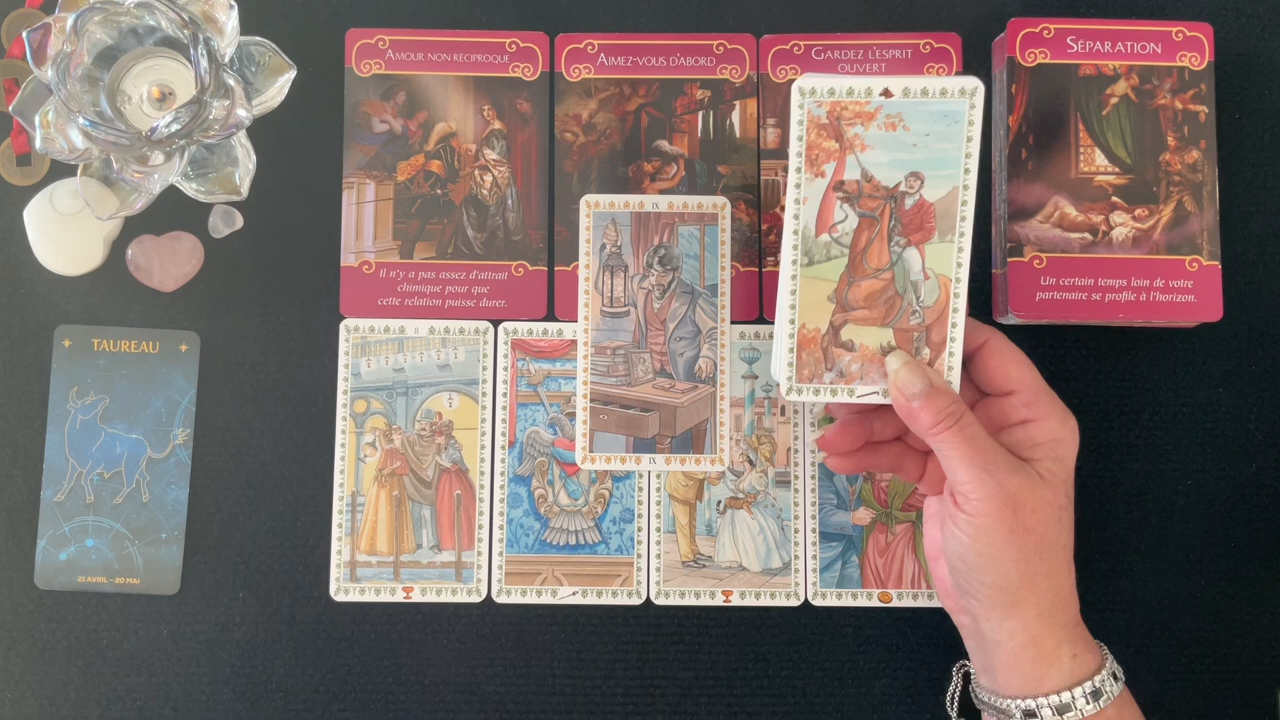 AMOUR NON RÉCIPROQUE
Il n'y a pas assez d'attrait
chimique pour que
cette relation puisse durer.
AIMEZ-VOUS D'ABORD
GARDEZ L'ESPRIT
OUVERT
SÉPARATION
Un certain temps loin de votre
partenaire se profile à l'horizon.
IX
IX
8
2
TAUREAU
21 AVRIL - 20 MAI